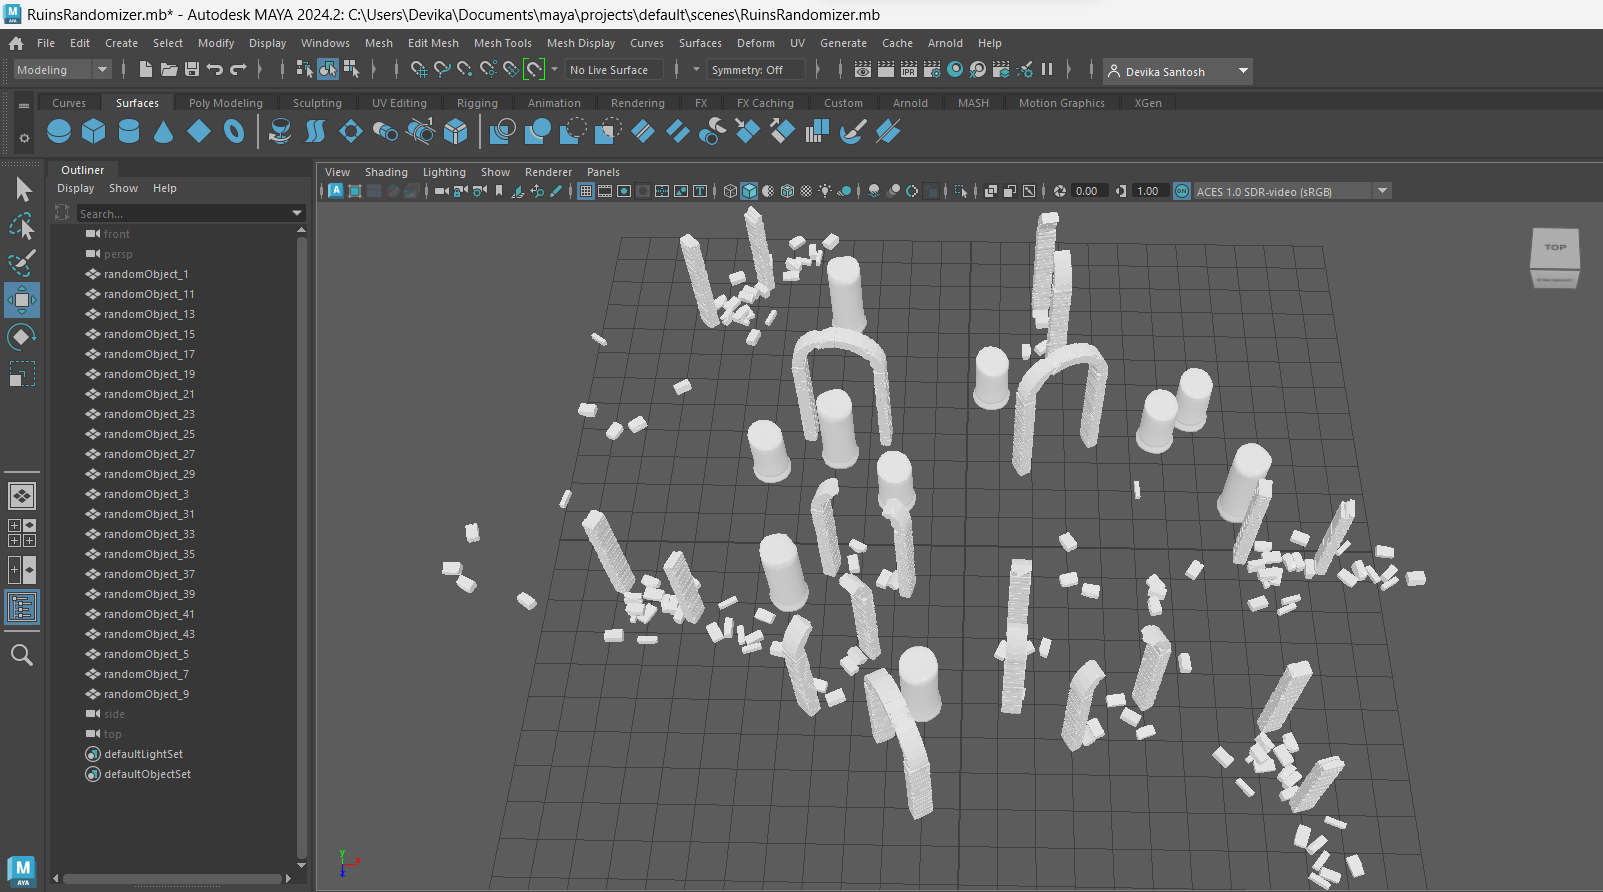 RuinsRandomizer.mb* - Autodesk MAYA 2024.2: C:\Users\Devika\Documents\maya\projects\default\scenes\RuinsRandomizer.mb
File Edit Create Select Modify Display Windows Mesh Edit Mesh Mesh Tools Mesh Display Curves Surfaces Deform UV Generate Cache Arnold Help
Modeling No Live Surface Symmetry: Off IPR Devika Santosh
Curves Surfaces Poly Modeling Sculpting UV Editing Rigging Animation Rendering FX FX Caching Custom Arnold MASH Motion Graphics XGen
Outliner
Display Show Help
Search...
front
persp
randomObject_1
randomObject_11
randomObject_13
randomObject_15
randomObject_17
randomObject_19
randomObject_21
randomObject_23
randomObject_25
randomObject_27
randomObject_29
randomObject_3
randomObject_31
randomObject_33
randomObject_35
randomObject_37
randomObject_39
randomObject_41
randomObject_43
randomObject_5
randomObject_7
randomObject_9
side
top
defaultLightSet
defaultObjectSet
View Shading Lighting Show Renderer Panels
0.00 1.00 ON ACES 1.0 SDR-video (sRGB)
TOP
y
x
z
M
AYA